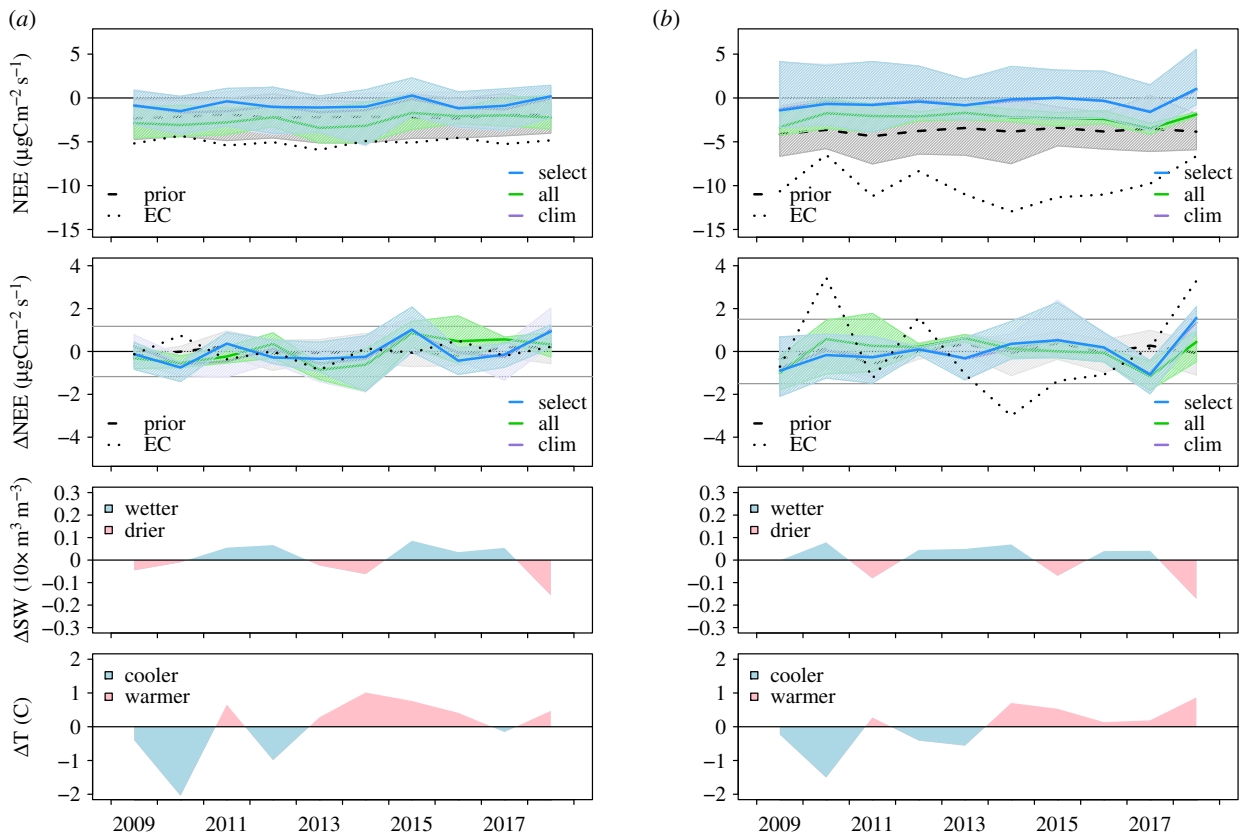 (a)
NEE (µgCm−2 s−1)
5
0
−5
−10
−15
prior
EC
select
all
clim
ΔNEE (µgCm−2 s−1)
4
2
0
−2
−4
prior
EC
select
all
clim
ΔSW (10× m3 m−3)
0.3
0.2
0.1
0
−0.1
−0.2
−0.3
wetter
drier
ΔT (C)
2
1
0
−1
−2
cooler
warmer
2009 2011 2013 2015 2017
(b)
5
0
−5
−10
−15
prior
EC
select
all
clim
4
2
0
−2
−4
prior
EC
select
all
clim
0.3
0.2
0.1
0
−0.1
−0.2
−0.3
wetter
drier
2
1
0
−1
−2
cooler
warmer
2009 2011 2013 2015 2017